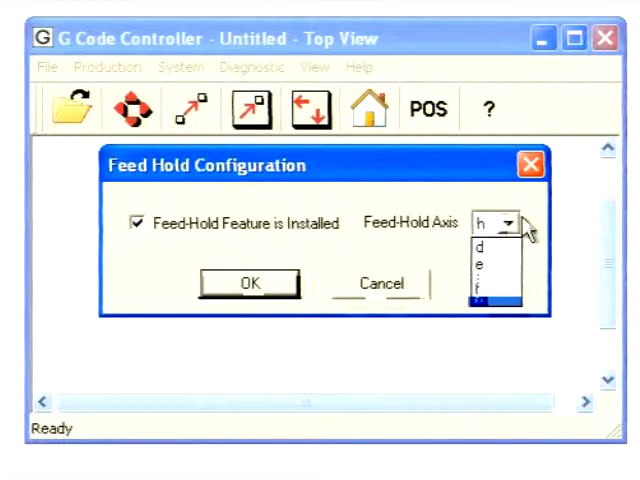 G G Code Controller - Untitled - Top View
File Production System Diagnostic View Help
POS ?
Feed Hold Configuration
Feed-Hold Feature is Installed Feed-Hold Axis h
d
e
f
OK Cancel
Ready